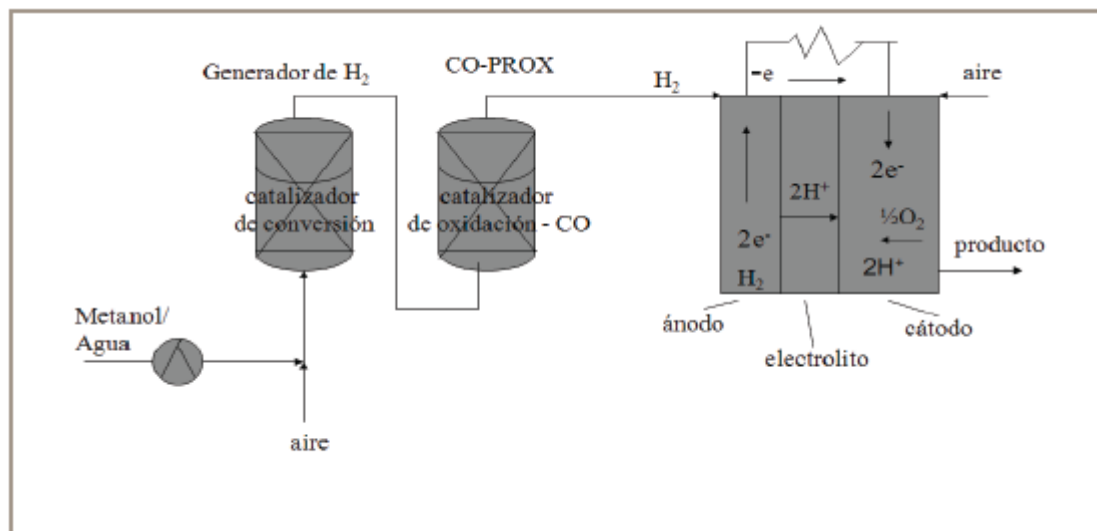 Generador de H₂
CO-PROX
H₂
-e
aire
catalizador
de conversión
catalizador
de oxidación - CO
2e-
2H⁺
2e-
½O₂
2H⁺
H₂
producto
ánodo
electrolito
cátodo
Metanol/
Agua
aire